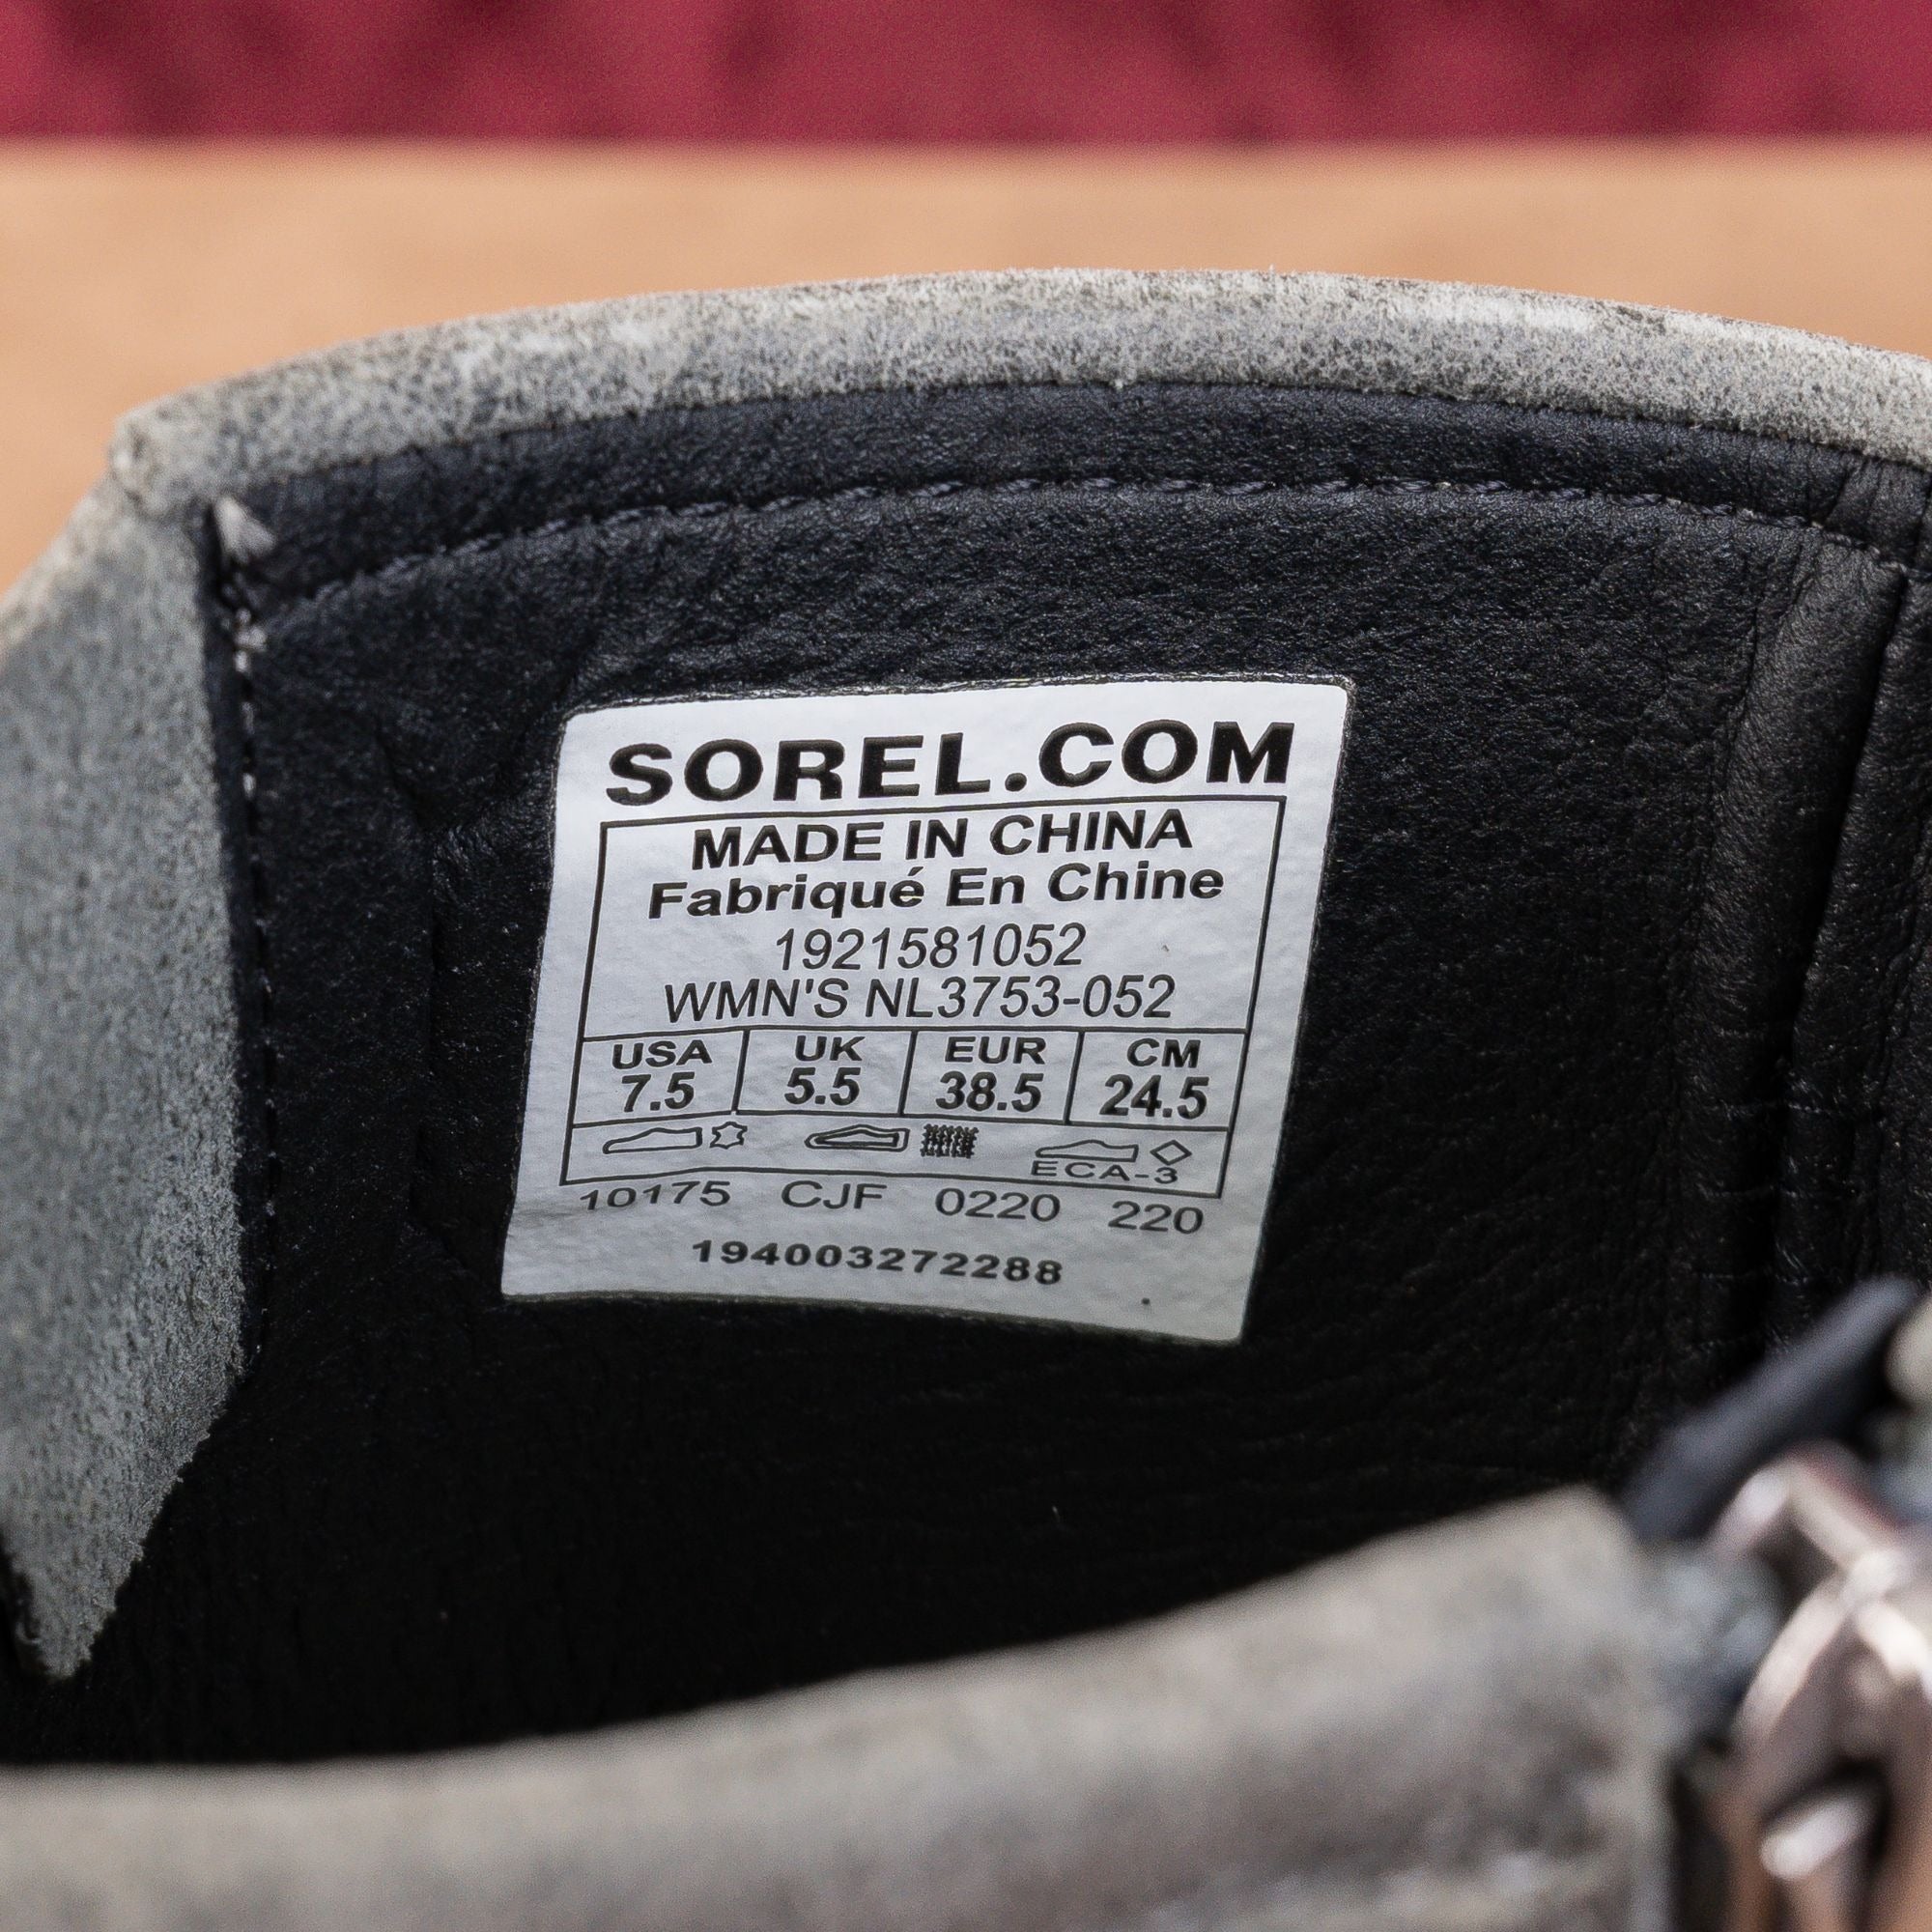 SOREL.COM
MADE IN CHINA
Fabriqué En Chine
1921581052
WMN'S NL3753-052
USA UK EUR CM
7.5 5.5 38.5 24.5
ECA-3
10175 CJF 0220 220
194003272288